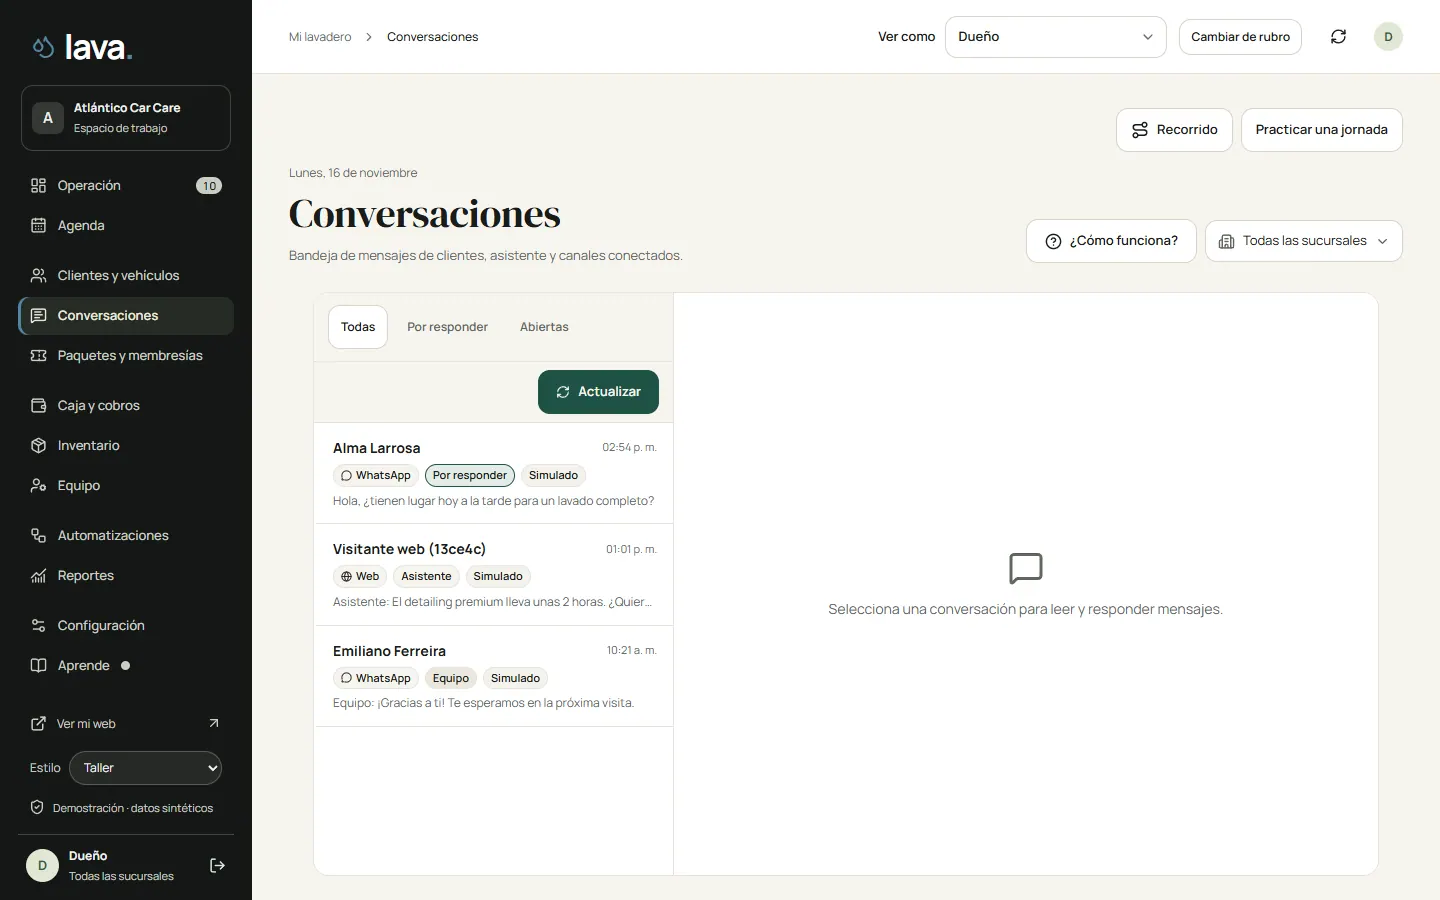 lava.
A
Atlántico Car Care
Espacio de trabajo
Operación 10
Agenda
Clientes y vehículos
Conversaciones
Paquetes y membresías
Caja y cobros
Inventario
Equipo
Automatizaciones
Reportes
Configuración
Aprende
Ver mi web
Estilo Taller
Demostración · datos sintéticos
D
Dueño
Todas las sucursales
Mi lavadero > Conversaciones
Ver como Dueño Cambiar de rubro D
Recorrido Practicar una jornada
Lunes, 16 de noviembre
Conversaciones
Bandeja de mensajes de clientes, asistente y canales conectados.
¿Cómo funciona? Todas las sucursales
Todas Por responder Abiertas
Actualizar
Alma Larrosa 02:54 p. m.
WhatsApp Por responder Simulado
Hola, ¿tienen lugar hoy a la tarde para un lavado completo?
Visitante web (13ce4c) 01:01 p. m.
Web Asistente Simulado
Asistente: El detailing premium lleva unas 2 horas. ¿Quier...
Emiliano Ferreira 10:21 a. m.
WhatsApp Equipo Simulado
Equipo: ¡Gracias a ti! Te esperamos en la próxima visita.
Selecciona una conversación para leer y responder mensajes.